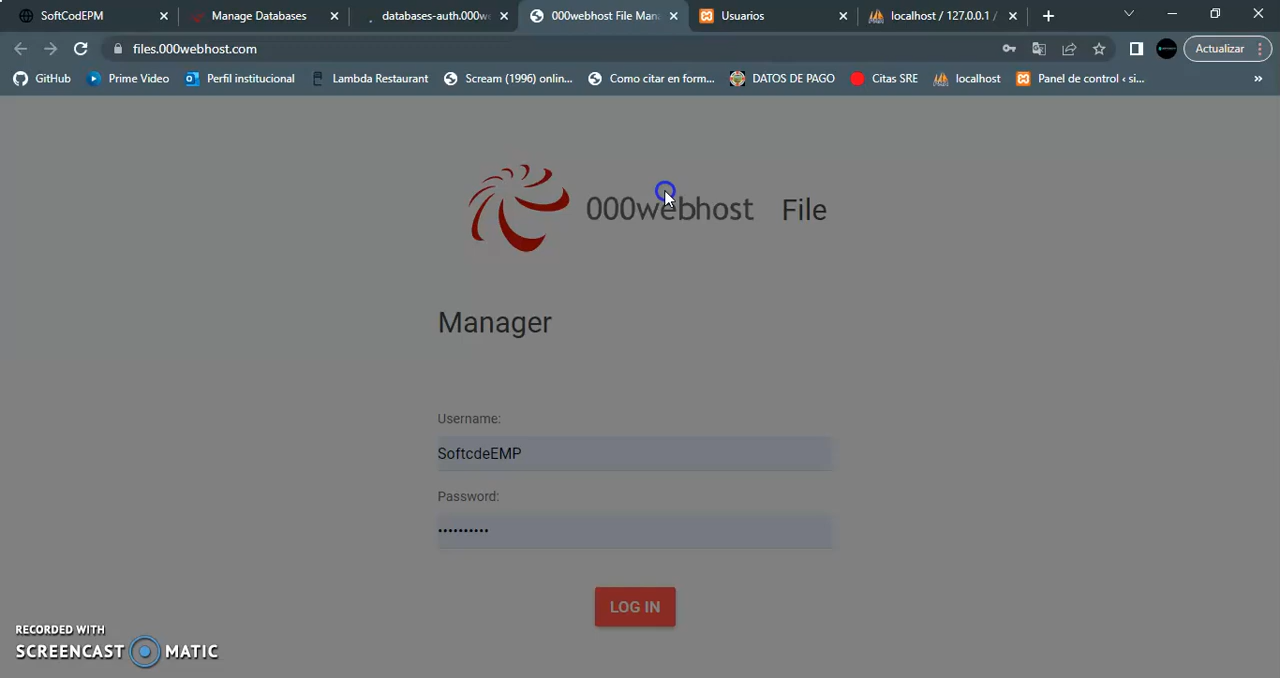 SoftCodEPM
Manage Databases
databases-auth.000w
000webhost File Man
Usuarios
localhost / 127.0.0.1 /
files.000webhost.com
Actualizar
GitHub
Prime Video
Perfil institucional
Lambda Restaurant
Scream (1996) onlin...
Como citar en form...
DATOS DE PAGO
Citas SRE
localhost
Panel de control ‹ si...
»
000webhost File
Manager
Username:
SoftcdeEMP
Password:
••••••••••
LOG IN
RECORDED WITH
SCREENCAST MATIC